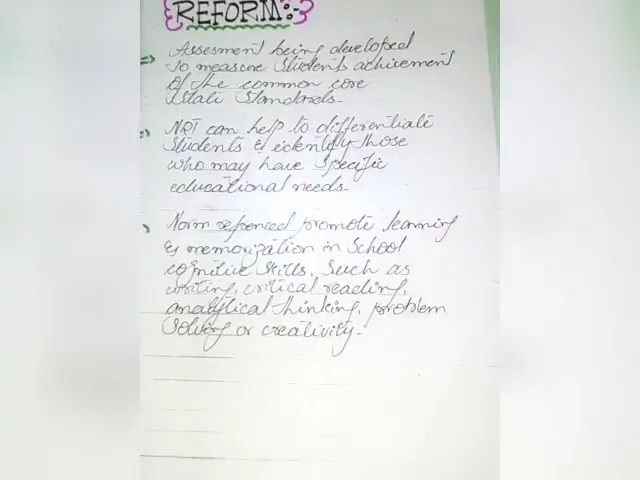 REFORM:-
Assesment being developed
to measure students achivement
of the common core
State Standards.
NRT can help to differentiate
students & identify those
who may have specific
educational needs.
Norm refrenced promote learning
& memorization in School
cognitive skills, Such as
writing, critical reading,
analytical thinking, problem
Solving or creativity.